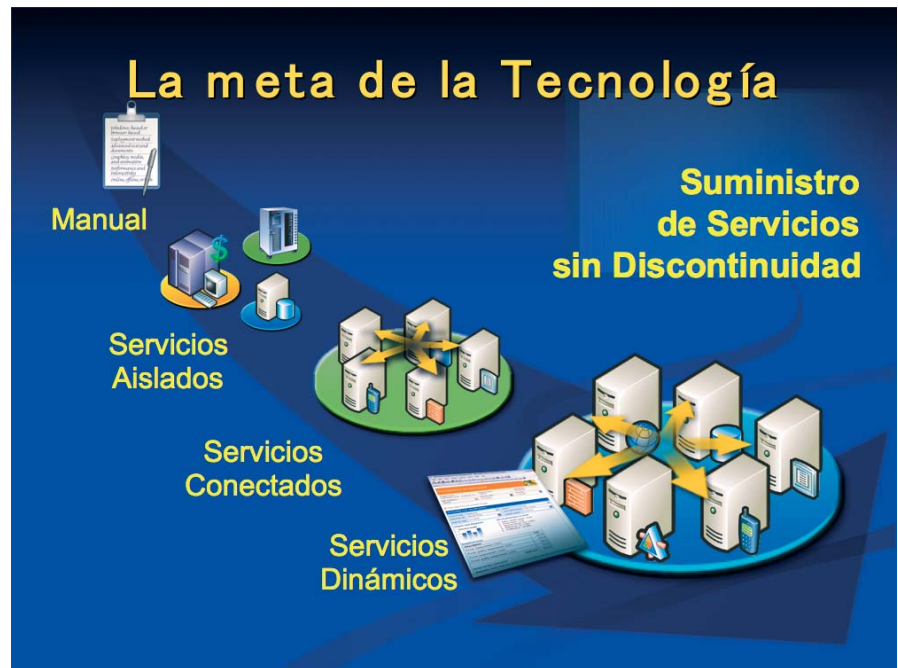 La meta de la Tecnología
Manual
Suministro
de Servicios
sin Discontinuidad
Servicios
Aislados
Servicios
Conectados
Servicios
Dinámicos